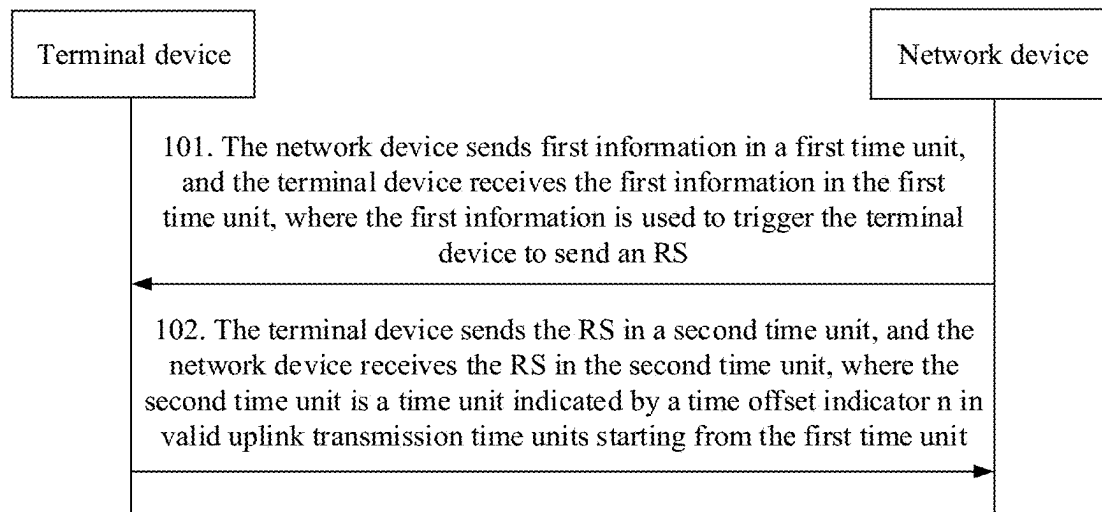 Terminal device
Network device
101. The network device sends first information in a first time unit,
and the terminal device receives the first information in the first
time unit, where the first information is used to trigger the terminal
device to send an RS
102. The terminal device sends the RS in a second time unit, and the
network device receives the RS in the second time unit, where the
second time unit is a time unit indicated by a time offset indicator n in
valid uplink transmission time units starting from the first time unit